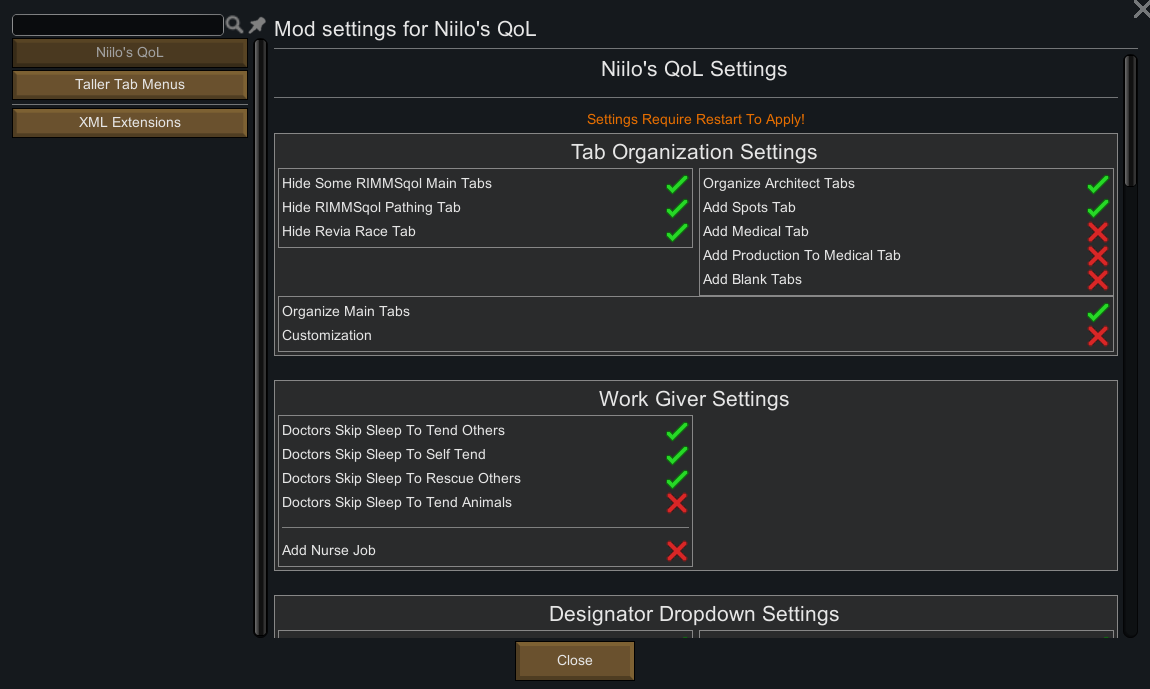 Mod settings for Niilo's QoL
Niilo's QoL
Taller Tab Menus
XML Extensions
Niilo's QoL Settings
Settings Require Restart To Apply!
Tab Organization Settings
Hide Some RIMMSqol Main Tabs
Hide RIMMSqol Pathing Tab
Hide Revia Race Tab
Organize Architect Tabs
Add Spots Tab
Add Medical Tab
Add Production To Medical Tab
Add Blank Tabs
Organize Main Tabs
Customization
Work Giver Settings
Doctors Skip Sleep To Tend Others
Doctors Skip Sleep To Self Tend
Doctors Skip Sleep To Rescue Others
Doctors Skip Sleep To Tend Animals
Add Nurse Job
Designator Dropdown Settings
Close